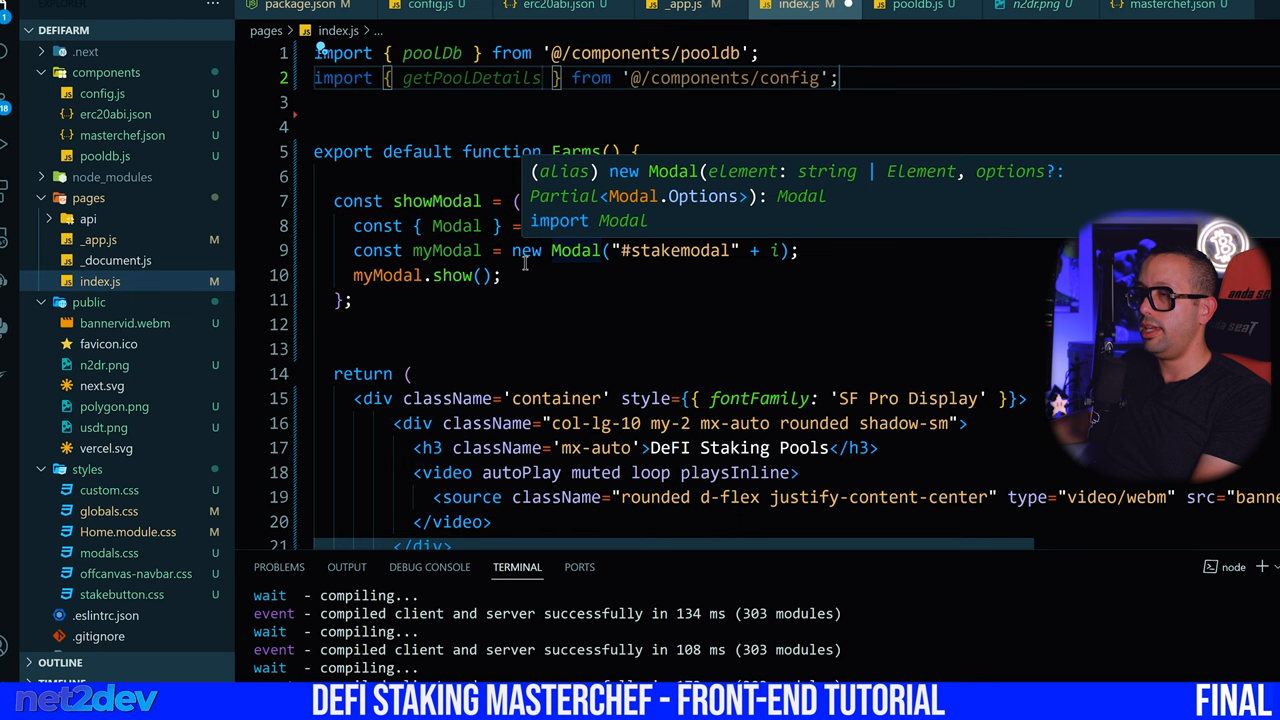 EXPLORER
package.json M
config.js U
erc20abi.json U
_app.js M
index.js M
pooldb.js U
n2dr.png U
masterchef.json U
DEFIFARM
.next
components
config.js U
erc20abi.json U
masterchef.json U
pooldb.js U
node_modules
pages
api
_app.js M
_document.js U
index.js M
public
bannervid.webm U
favicon.ico
n2dr.png U
next.svg
polygon.png U
usdt.png U
vercel.svg
styles
custom.css U
globals.css M
Home.module.css M
modals.css U
offcanvas-navbar.css U
stakebutton.css U
.eslintrc.json
.gitignore
OUTLINE
18
pages > index.js > ...
1 import { poolDb } from '@/components/pooldb';
2 import { getPoolDetails } from '@/components/config';
3
4
5 export default function Farms() {
6
7 const showModal = (
8 const { Modal } =
9 const myModal = new Modal("#stakemodal" + i);
10 myModal.show();
11 };
12
13
14 return (
15 <div className='container' style={{ fontFamily: 'SF Pro Display' }}>
16 <div className="col-lg-10 my-2 mx-auto rounded shadow-sm">
17 <h3 className='mx-auto'>DeFI Staking Pools</h3>
18 <video autoPlay muted loop playsInline>
19 <source className="rounded d-flex justify-content-center" type="video/webm" src="banne
20 </video>
21 </div>
(alias) new Modal(element: string | Element, options?:
Partial<Modal.Options>): Modal
import Modal
PROBLEMS OUTPUT DEBUG CONSOLE TERMINAL PORTS
node
wait - compiling...
event - compiled client and server successfully in 134 ms (303 modules)
wait - compiling...
event - compiled client and server successfully in 108 ms (303 modules)
wait - compiling...
net2dev
DEFI STAKING MASTERCHEF - FRONT-END TUTORIAL
FINAL